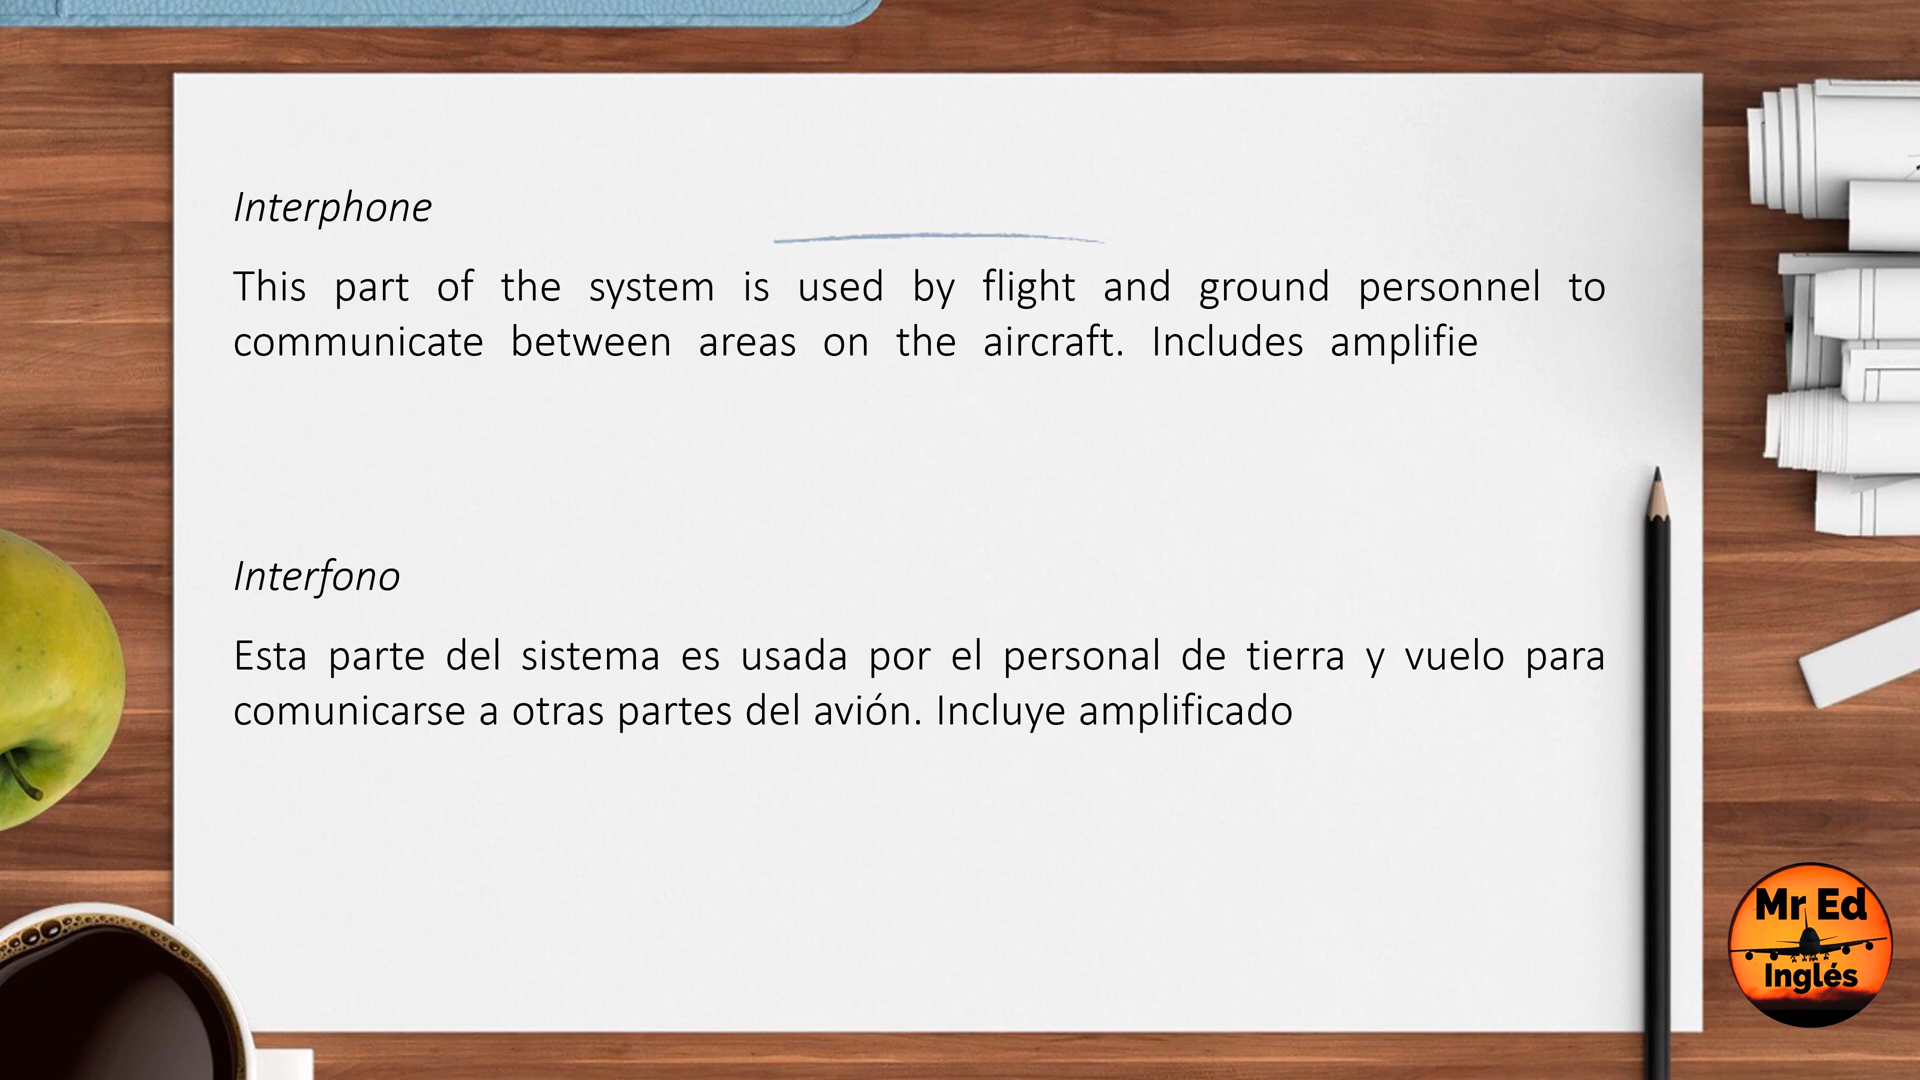 Interphone
This part of the system is used by flight and ground personnel to
communicate between areas on the aircraft. Includes amplifie
Interfono
Esta parte del sistema es usada por el personal de tierra y vuelo para
comunicarse a otras partes del avión. Incluye amplificado
Mr Ed
Inglés